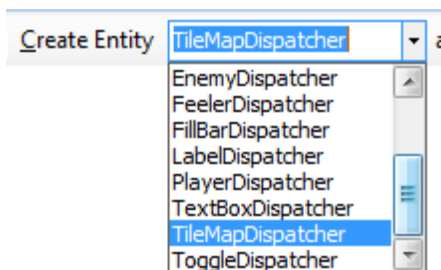 Create Entity TileMapDispatcher
EnemyDispatcher
FeelerDispatcher
FillBarDispatcher
LabelDispatcher
PlayerDispatcher
TextBoxDispatcher
TileMapDispatcher
ToggleDispatcher